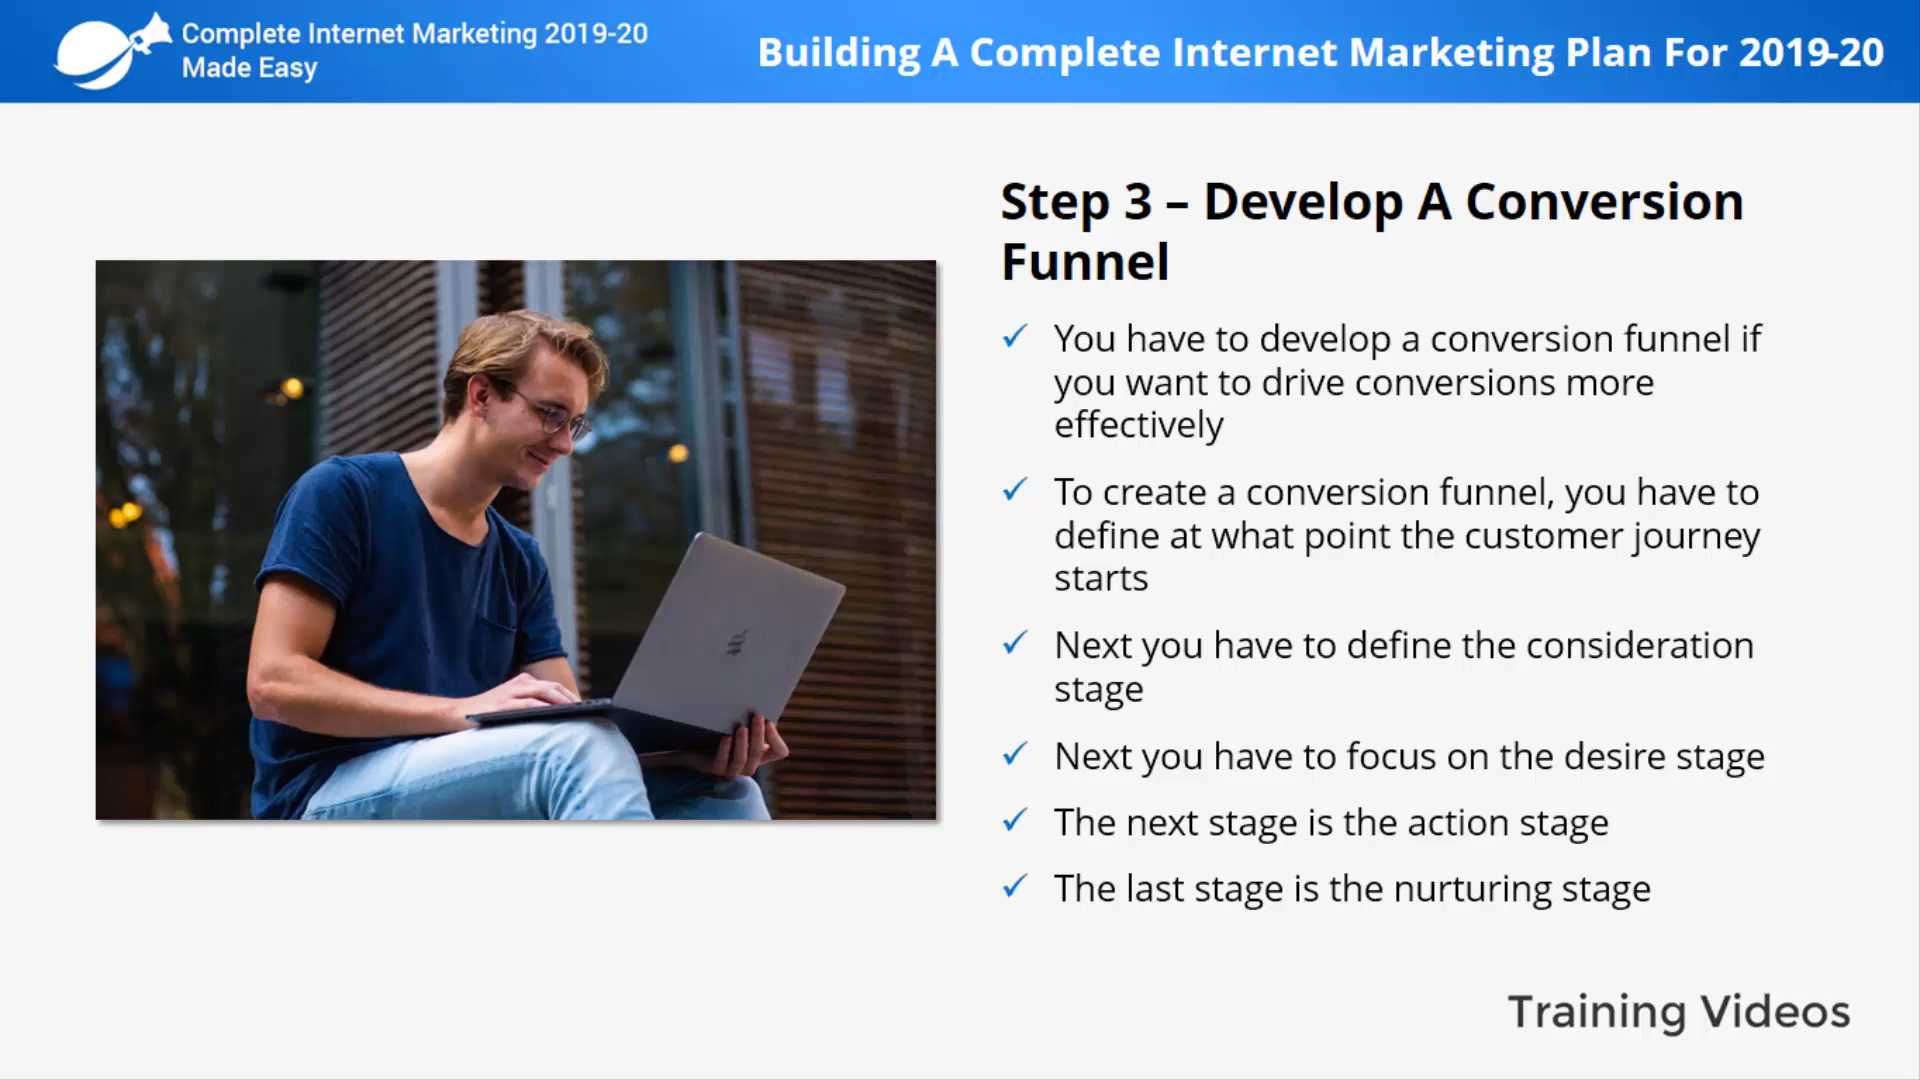 Complete Internet Marketing 2019-20
Made Easy
Building A Complete Internet Marketing Plan For 2019-20
Step 3 – Develop A Conversion
Funnel
You have to develop a conversion funnel if
you want to drive conversions more
effectively
To create a conversion funnel, you have to
define at what point the customer journey
starts
Next you have to define the consideration
stage
Next you have to focus on the desire stage
The next stage is the action stage
The last stage is the nurturing stage
Training Videos